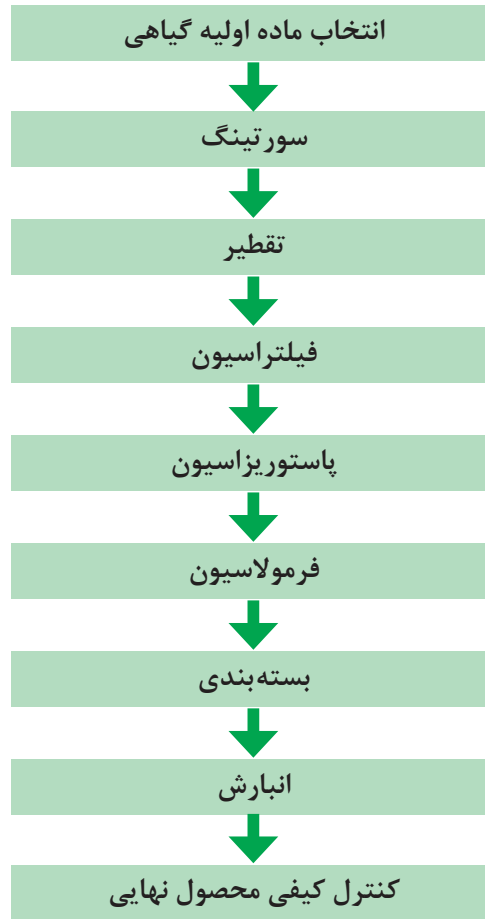 انتخاب ماده اولیه گیاهی
سورتینگ
تقطیر
فیلتراسیون
پاستوریزاسیون
فرمولاسیون
بسته‌بندی
انبارش
کنترل کیفی محصول نهایی